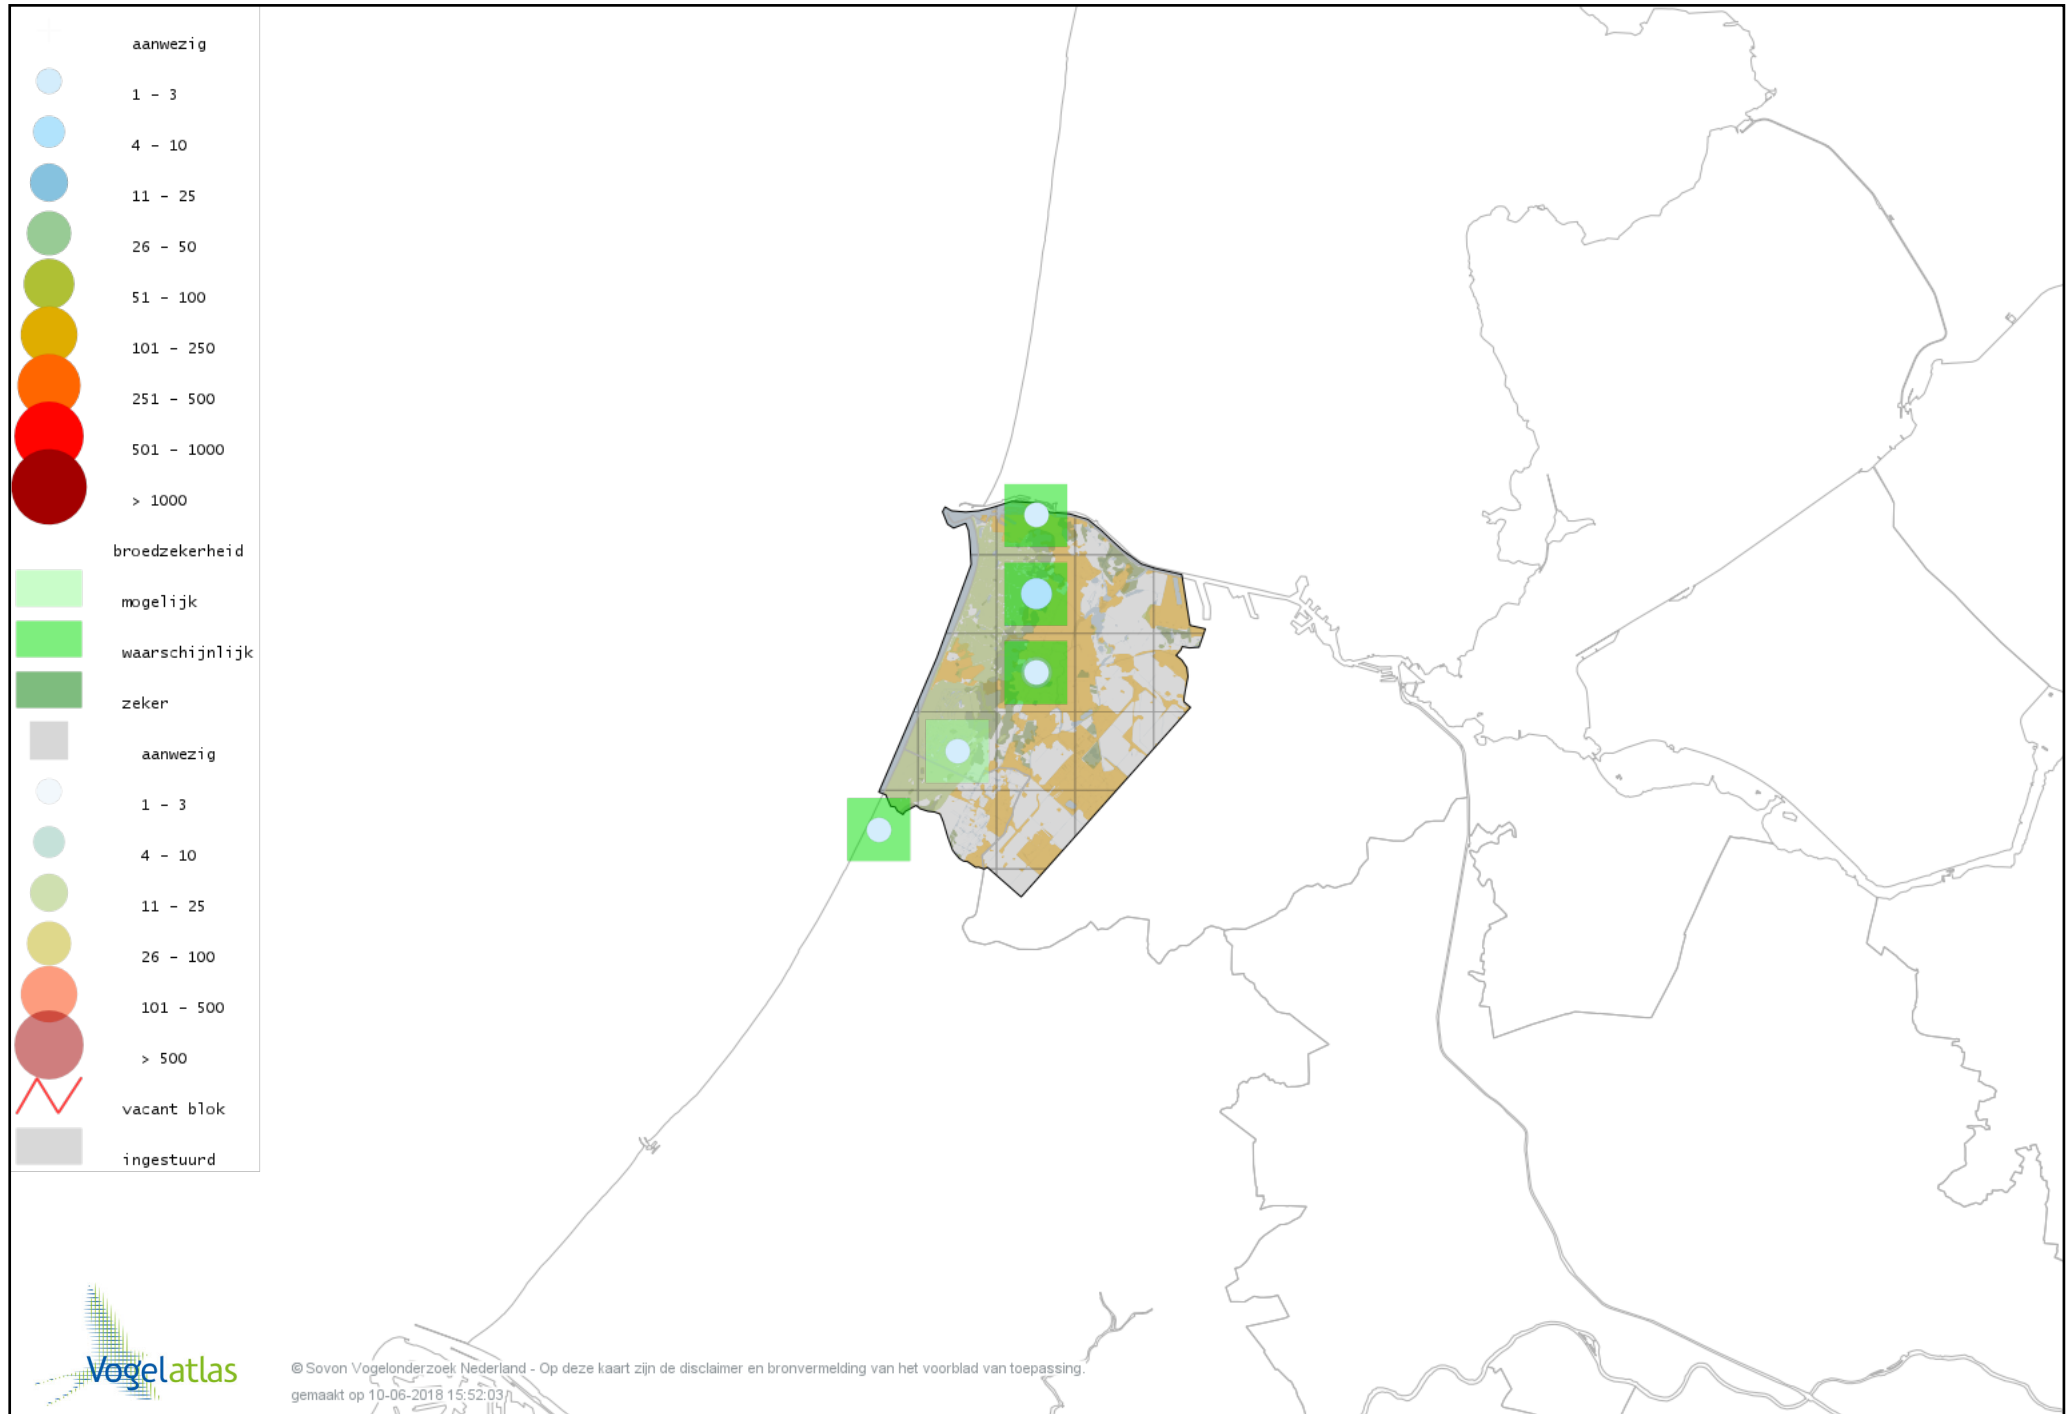 aanwezig
1 – 3
4 – 10
11 – 25
26 – 50
51 – 100
101 – 250
251 – 500
501 – 1000
> 1000
broedzekerheid
mogelijk
waarschijnlijk
zeker
aanwezig
1 – 3
4 – 10
11 – 25
26 – 100
101 – 500
> 500
vacant blok
ingestuurd
Vogelatlas
© Sovon Vogelonderzoek Nederland - Op deze kaart zijn de disclaimer en bronvermelding van het voorblad van toepassing.
gemaakt op 10-06-2018 15:52:03